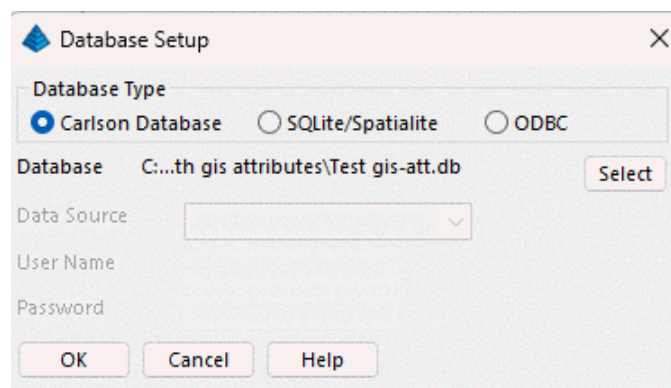 Database Setup
Database Type
Carlson Database SQLite/Spatialite ODBC
Database C:...th gis attributes\Test gis-att.db Select
Data Source
User Name
Password
OK Cancel Help